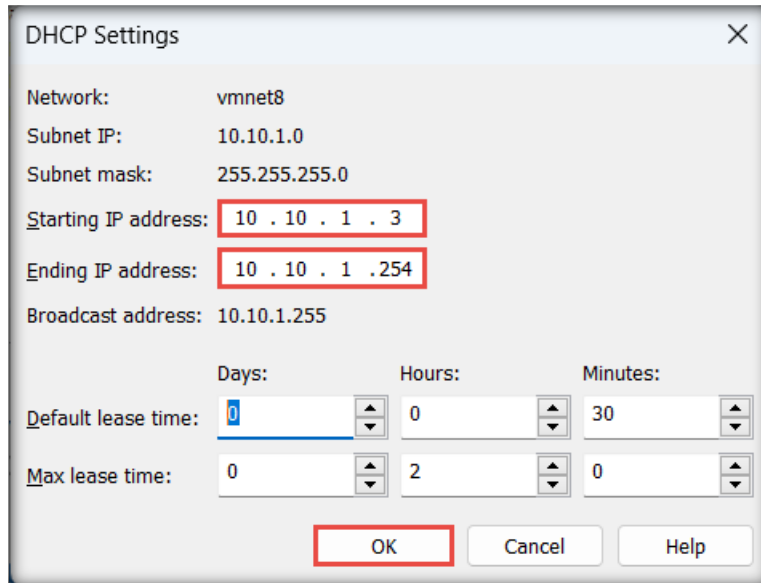 DHCP Settings
Network: vmnet8
Subnet IP: 10.10.1.0
Subnet mask: 255.255.255.0
Starting IP address: 10 . 10 . 1 . 3
Ending IP address: 10 . 10 . 1 .254
Broadcast address: 10.10.1.255
Days: Hours: Minutes:
Default lease time: 0 0 30
Max lease time: 0 2 0
OK Cancel Help